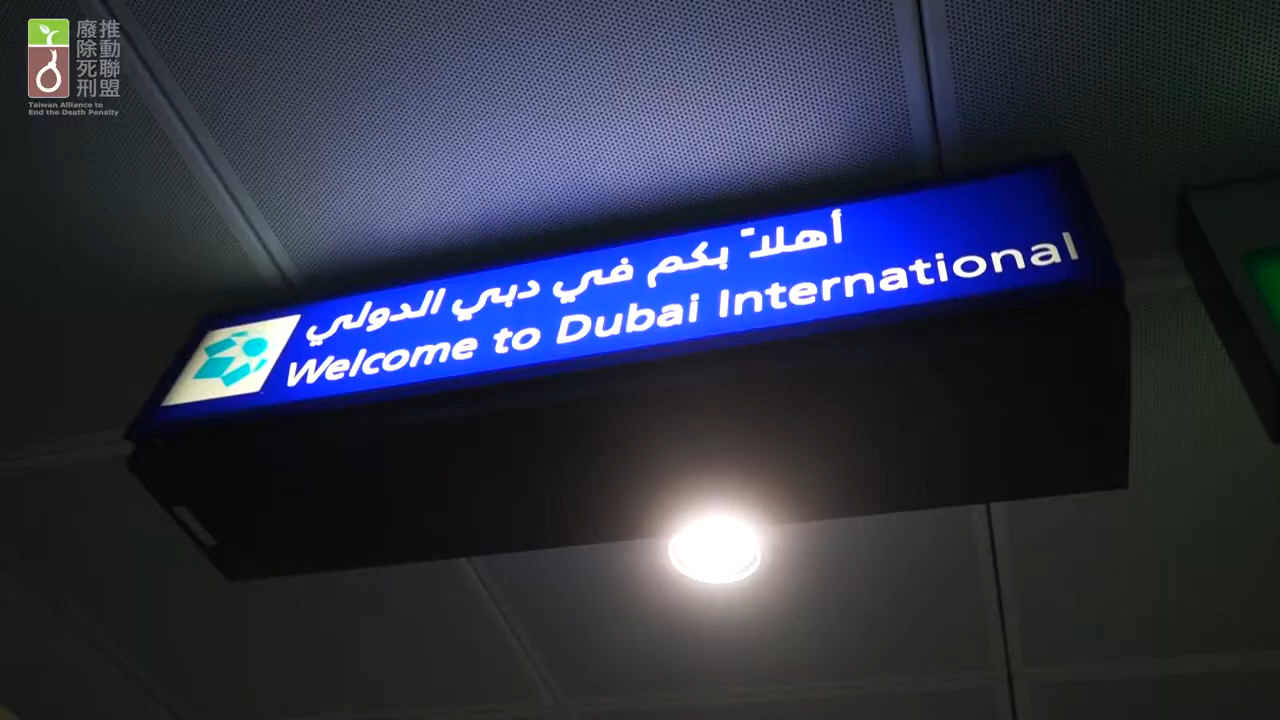 推動
廢除
死聯
刑盟
Taiwan Alliance to
End the Death Penalty
أهلاً بكم في دبي الدولي
Welcome to Dubai International